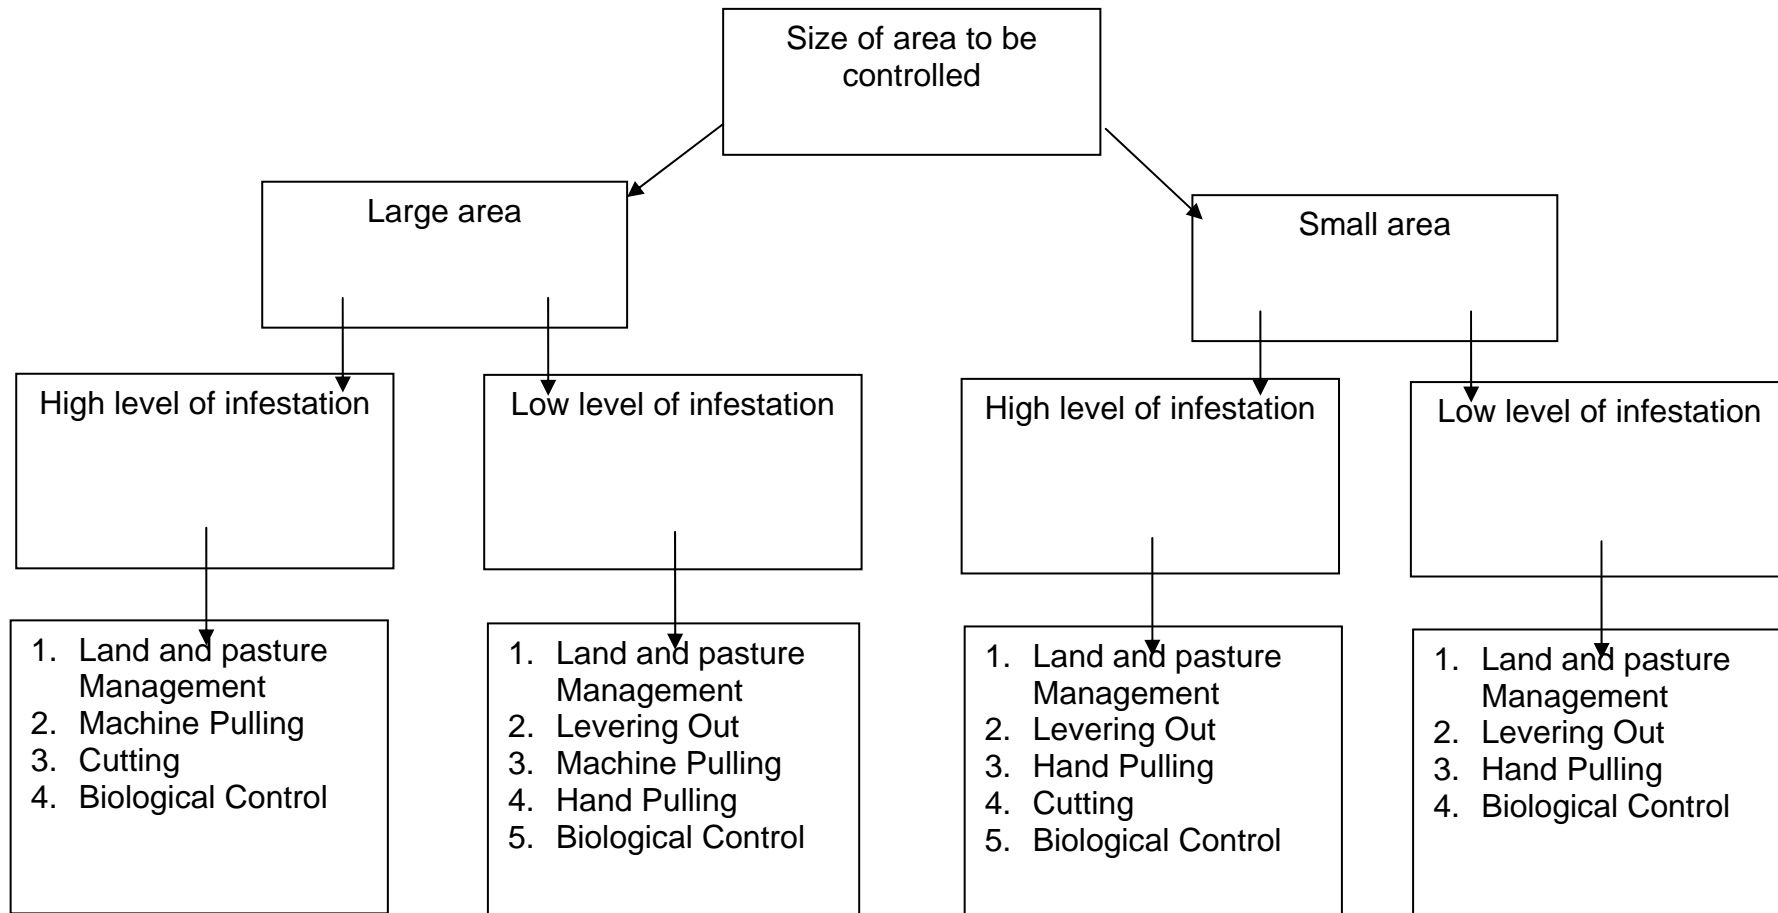 Size of area to be
controlled
Large area
Small area
High level of infestation
Low level of infestation
High level of infestation
Low level of infestation
1. Land and pasture
Management
2. Machine Pulling
3. Cutting
4. Biological Control
1. Land and pasture
Management
2. Levering Out
3. Machine Pulling
4. Hand Pulling
5. Biological Control
1. Land and pasture
Management
2. Levering Out
3. Hand Pulling
4. Cutting
5. Biological Control
1. Land and pasture
Management
2. Levering Out
3. Hand Pulling
4. Biological Control